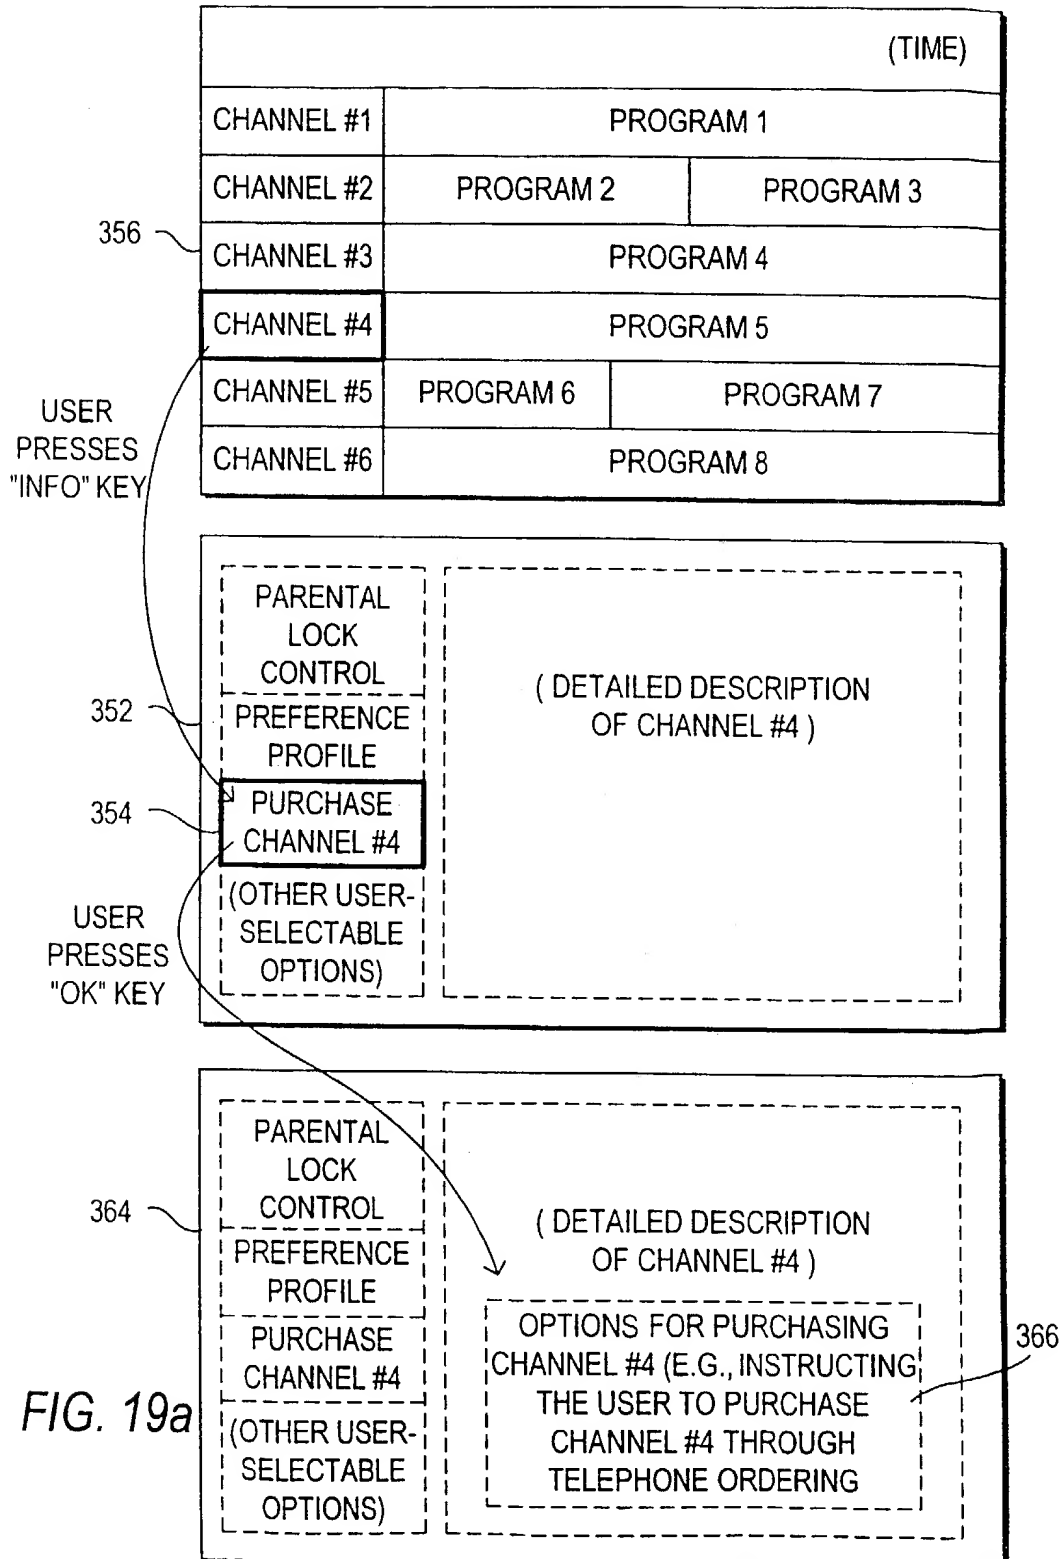 (TIME)
CHANNEL #1 PROGRAM 1
CHANNEL #2 PROGRAM 2 PROGRAM 3
356
CHANNEL #3 PROGRAM 4
CHANNEL #4 PROGRAM 5
CHANNEL #5 PROGRAM 6 PROGRAM 7
CHANNEL #6 PROGRAM 8
USER
PRESSES
"INFO" KEY
352
PARENTAL
LOCK
CONTROL
PREFERENCE
PROFILE
354
PURCHASE
CHANNEL #4
(OTHER USER-
SELECTABLE
OPTIONS)
( DETAILED DESCRIPTION
OF CHANNEL #4 )
USER
PRESSES
"OK" KEY
364
PARENTAL
LOCK
CONTROL
PREFERENCE
PROFILE
PURCHASE
CHANNEL #4
(OTHER USER-
SELECTABLE
OPTIONS)
( DETAILED DESCRIPTION
OF CHANNEL #4 )
OPTIONS FOR PURCHASING
CHANNEL #4 (E.G., INSTRUCTING
THE USER TO PURCHASE
CHANNEL #4 THROUGH
TELEPHONE ORDERING
366
FIG. 19a